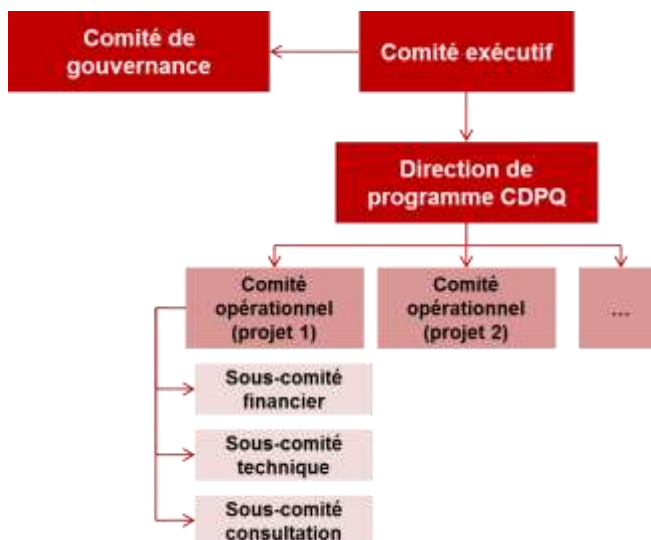 Comité de
gouvernance
Comité exécutif
Direction de
programme CDPQ
Comité
opérationnel
(projet 1)
Comité
opérationnel
(projet 2)
...
Sous-comité
financier
Sous-comité
technique
Sous-comité
consultation